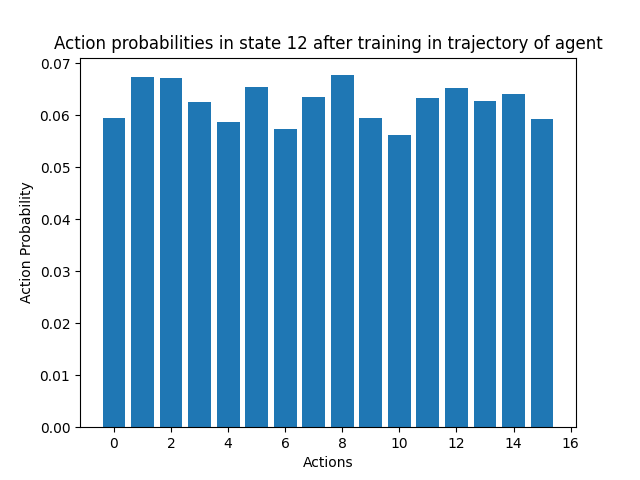 Action probabilities in state 12 after training in trajectory of agent
0.07
0.06
0.05
0.04
0.03
0.02
0.01
0.00
Action Probability
0 2 4 6 8 10 12 14 16
Actions